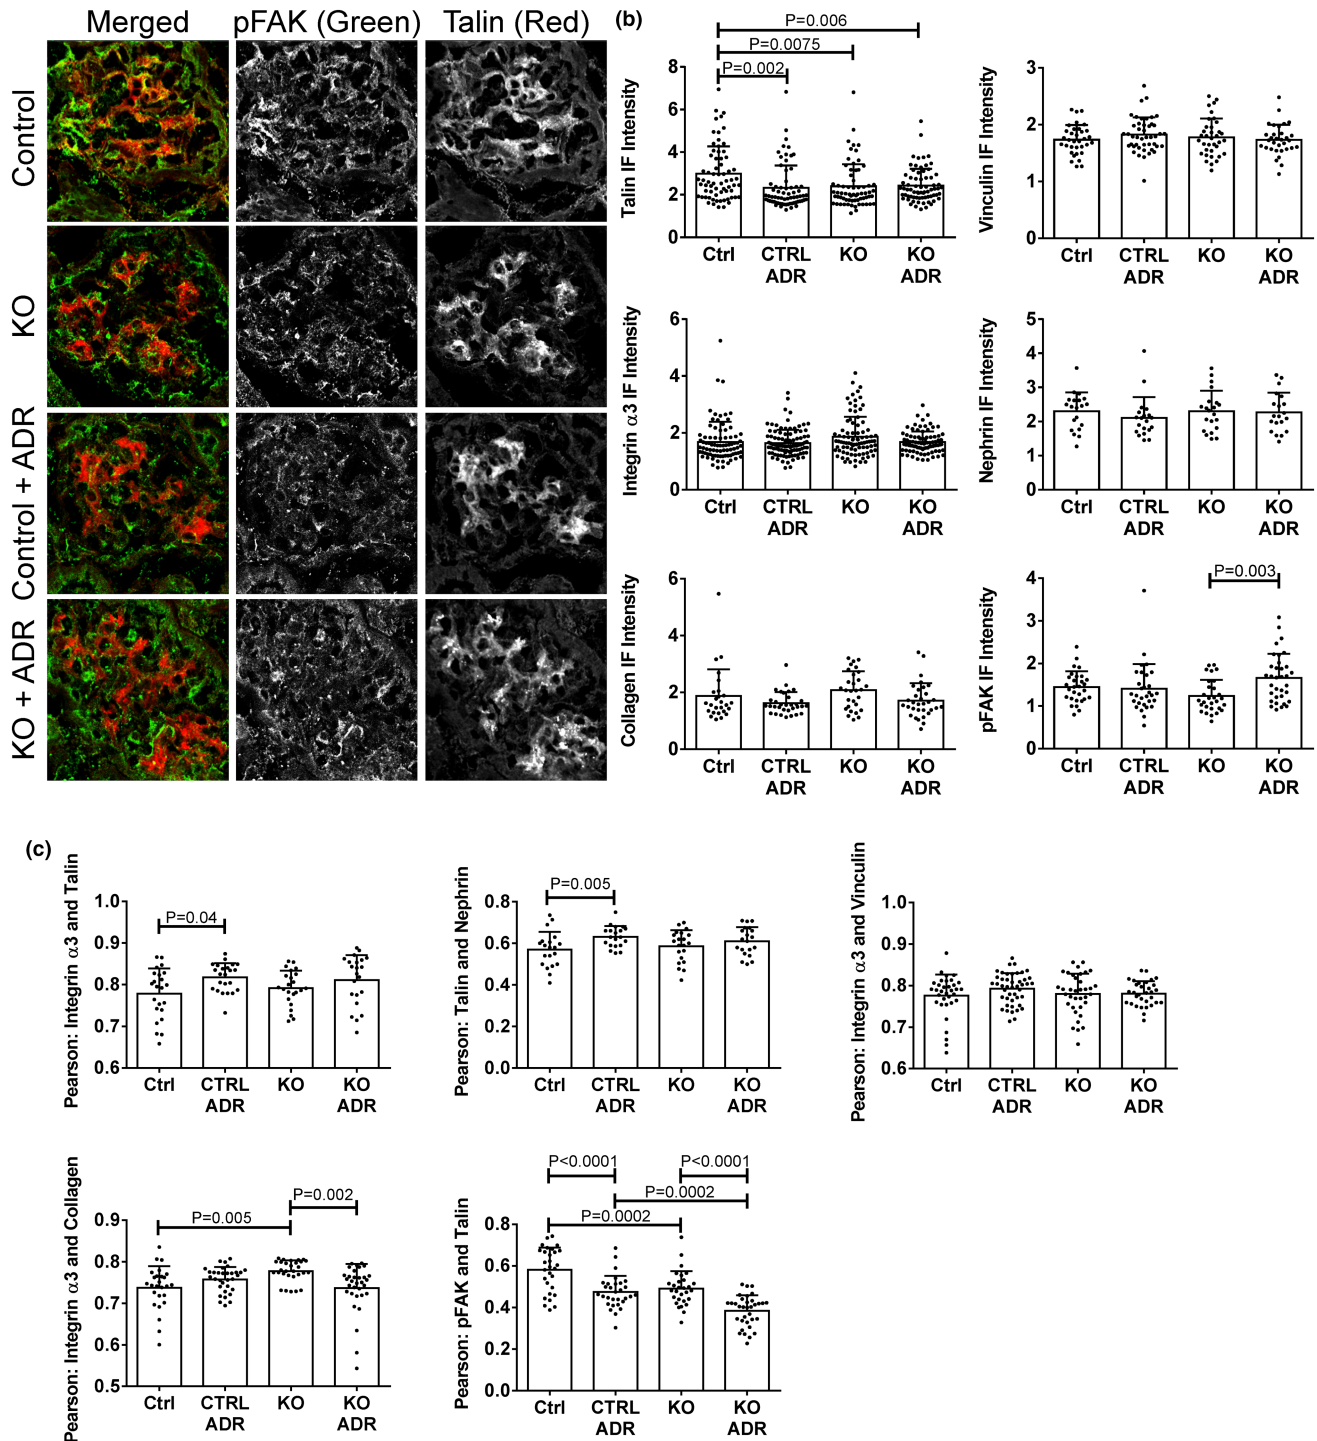 Merged pFAK (Green) Talin (Red)
Control
KO
Control + ADR
KO + ADR
(b)
P=0.006
P=0.0075
P=0.002
Talin IF Intensity
8
6
4
2
0
Ctrl CTRL ADR KO KO ADR
Vinculin IF Intensity
3
2
1
0
Ctrl CTRL ADR KO KO ADR
Integrin α3 IF Intensity
6
4
2
0
Ctrl CTRL ADR KO KO ADR
Nephrin IF Intensity
5
4
3
2
1
0
Ctrl CTRL ADR KO KO ADR
Collagen IF Intensity
6
4
2
0
Ctrl CTRL ADR KO KO ADR
P=0.003
pFAK IF Intensity
4
3
2
1
0
Ctrl CTRL ADR KO KO ADR
(c)
Pearson: Integrin α3 and Talin
P=0.04
1.0
0.9
0.8
0.7
0.6
Ctrl CTRL ADR KO KO ADR
Pearson: Talin and Nephrin
P=0.005
0.8
0.6
0.4
0.2
0.0
Ctrl CTRL ADR KO KO ADR
Pearson: Integrin α3 and Vinculin
1.0
0.9
0.8
0.7
0.6
Ctrl CTRL ADR KO KO ADR
Pearson: Integrin α3 and Collagen
P=0.002
P=0.005
0.9
0.8
0.7
0.6
0.5
Ctrl CTRL ADR KO KO ADR
Pearson: pFAK and Talin
P<0.0001 P<0.0001
P=0.0002
P=0.0002
0.8
0.6
0.4
0.2
0.0
Ctrl CTRL ADR KO KO ADR